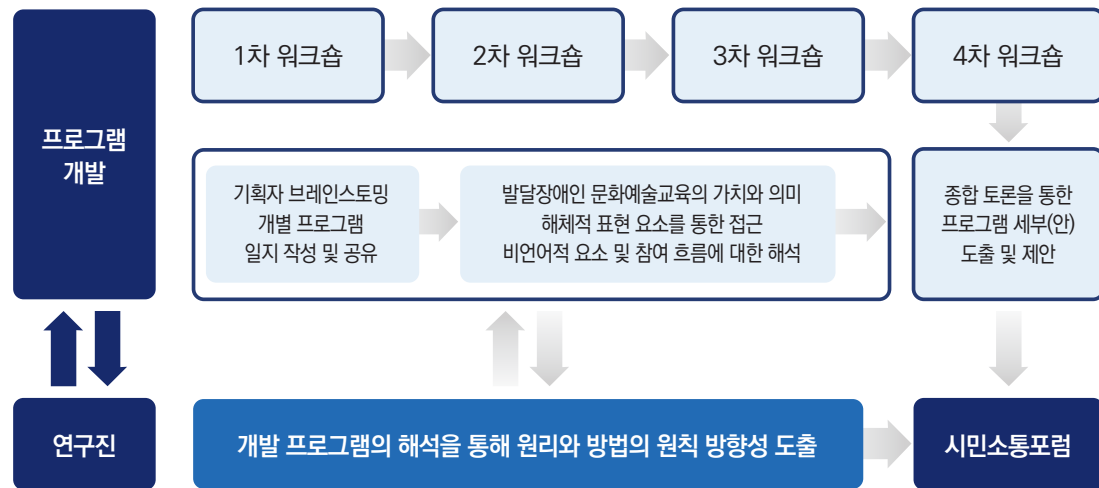 1차 워크숍
2차 워크숍
3차 워크숍
4차 워크숍
프로그램
개발
기획자 브레인스토밍
개별 프로그램
일지 작성 및 공유
발달장애인 문화예술교육의 가치와 의미
해체적 표현 요소를 통한 접근
비언어적 요소 및 참여 흐름에 대한 해석
종합 토론을 통한
프로그램 세부(안)
도출 및 제안
연구진
개발 프로그램의 해석을 통해 원리와 방법의 원칙 방향성 도출
시민소통포럼